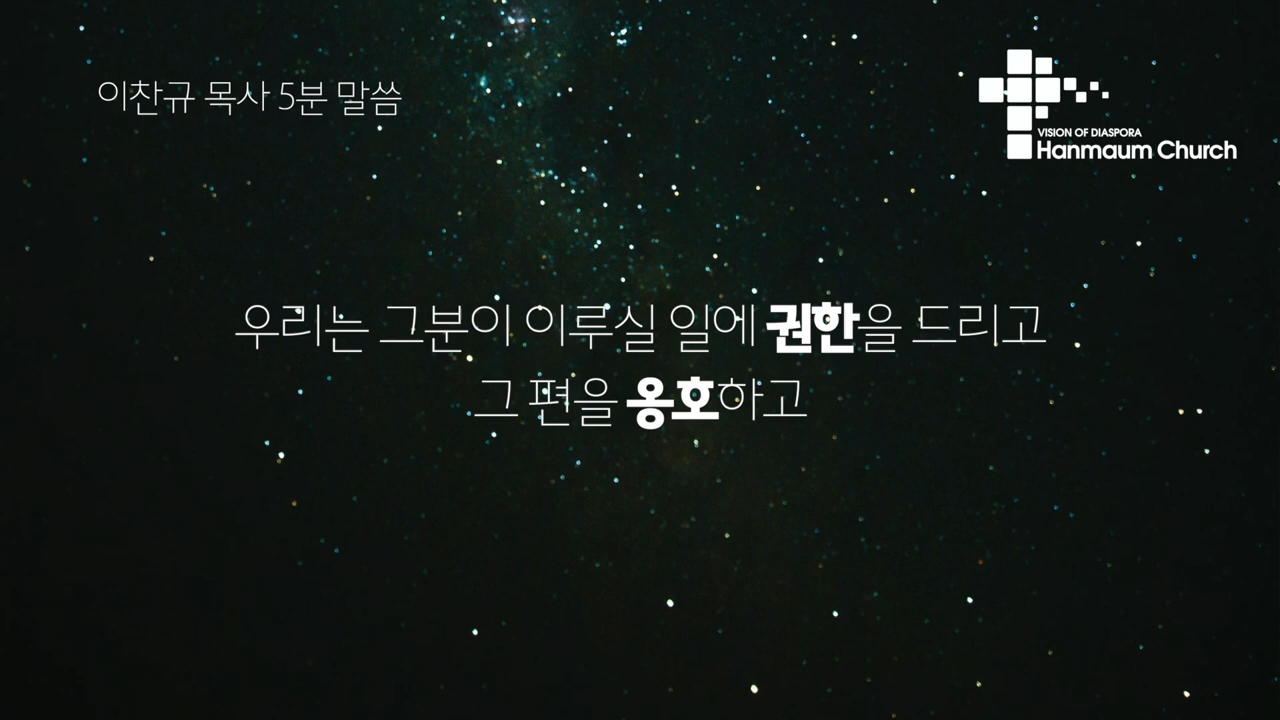 이찬규 목사 5분 말씀
VISION OF DIASPORA
Hanmaum Church
우리는 그분이 이루실 일에 권한을 드리고
그 편을 옹호하고